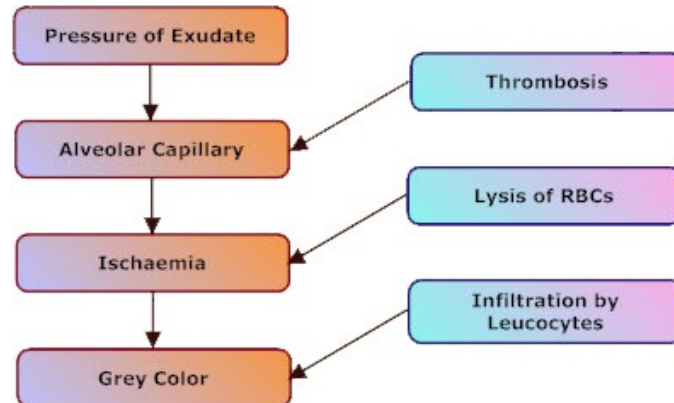 Pressure of Exudate
Thrombosis
Alveolar Capillary
Lysis of RBCs
Ischaemia
Infiltration by
Leucocytes
Grey Color